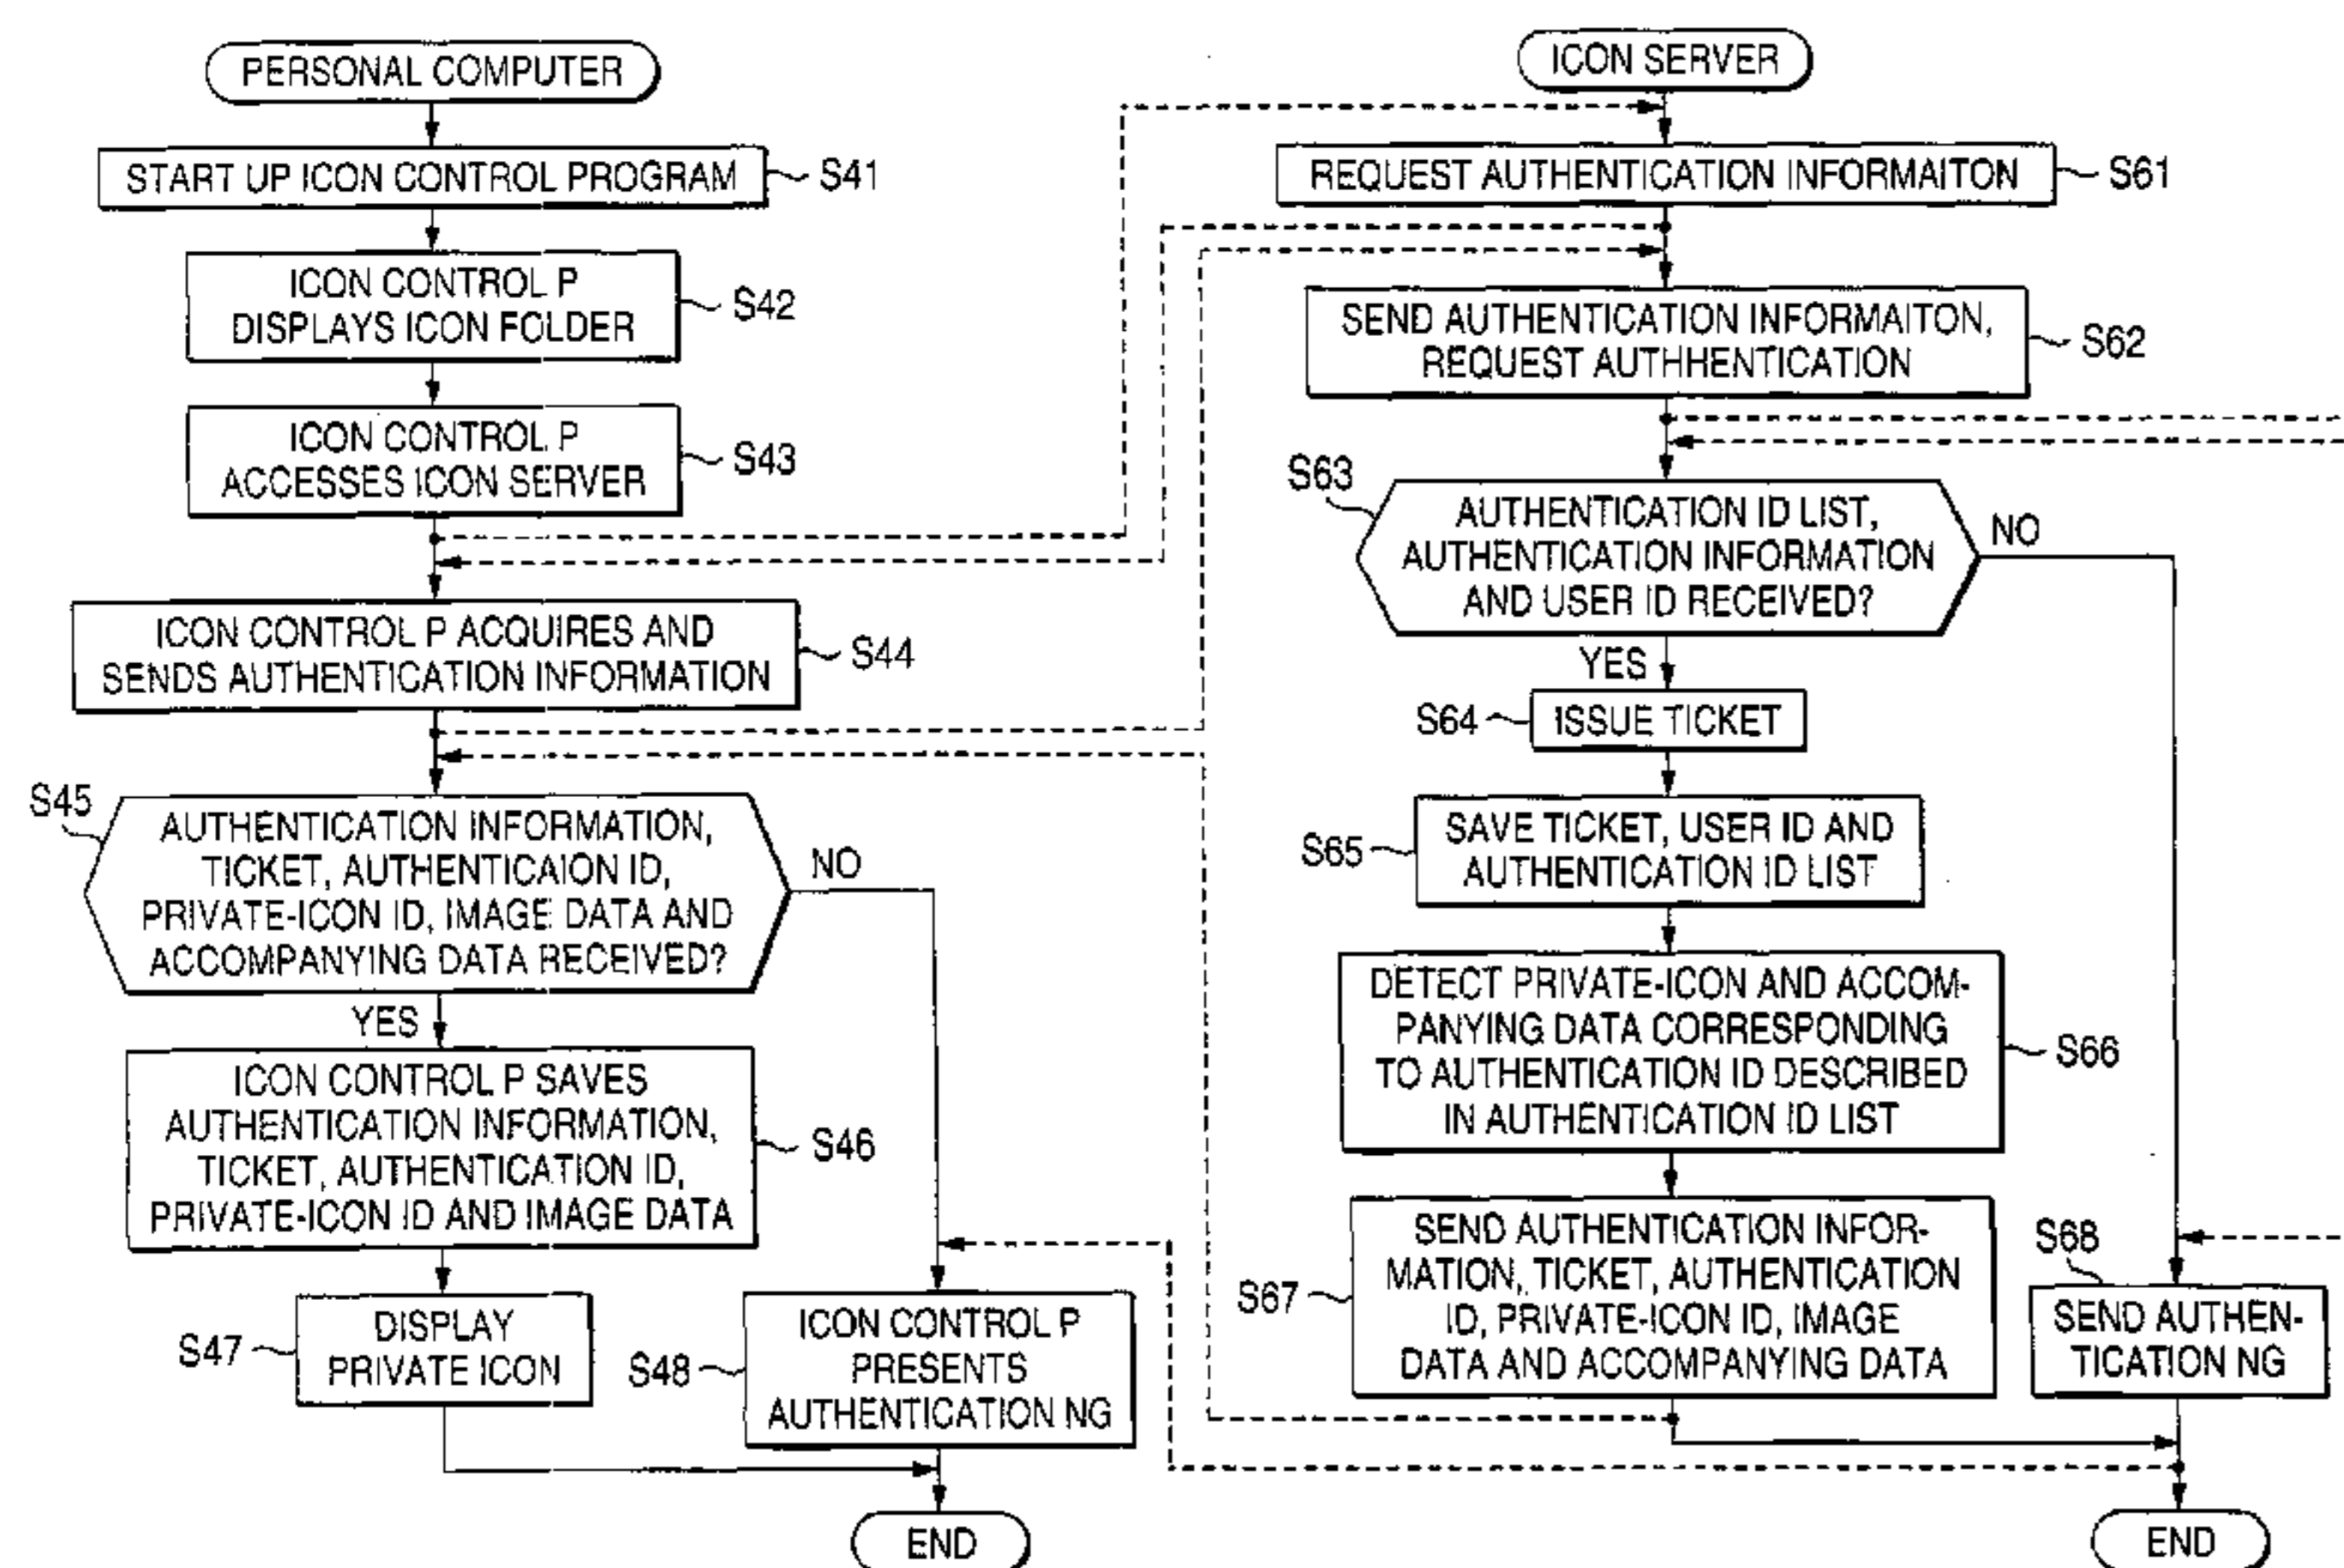 PERSONAL COMPUTER
START UP ICON CONTROL PROGRAM
S41
ICON CONTROL P
DISPLAYS ICON FOLDER
S42
ICON CONTROL P
ACCESSES ICON SERVER
S43
ICON CONTROL P ACQUIRES AND
SENDS AUTHENTICATION INFORMATION
S44
S45
AUTHENTICATION INFORMATION,
TICKET, AUTHENTICAION ID,
PRIVATE-ICON ID, IMAGE DATA AND
ACCOMPANYING DATA RECEIVED?
NO
YES
ICON CONTROL P SAVES
AUTHENTICATION INFORMATION,
TICKET, AUTHENTICATION ID,
PRIVATE-ICON ID AND IMAGE DATA
S46
S47
DISPLAY
PRIVATE ICON
S48
ICON CONTROL P
PRESENTS
AUTHENTICATION NG
END
ICON SERVER
REQUEST AUTHENTICATION INFORMAITON
S61
SEND AUTHENTICATION INFORMAITON,
REQUEST AUTHHENTICATION
S62
S63
AUTHENTICATION ID LIST,
AUTHENTICATION INFORMATION
AND USER ID RECEIVED?
NO
YES
S64
ISSUE TICKET
S65
SAVE TICKET, USER ID AND
AUTHENTICATION ID LIST
DETECT PRIVATE-ICON AND ACCOM-
PANYING DATA CORRESPONDING
TO AUTHENTICATION ID DESCRIBED
IN AUTHENTICATION ID LIST
S66
S67
SEND AUTHENTICATION INFOR-
MATION, TICKET, AUTHENTICATION
ID, PRIVATE-ICON ID, IMAGE
DATA AND ACCOMPANYING DATA
S68
SEND AUTHEN-
TICATION NG
END